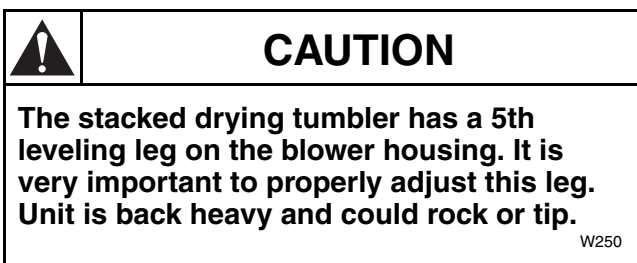 CAUTION
The stacked drying tumbler has a 5th
leveling leg on the blower housing. It is
very important to properly adjust this leg.
Unit is back heavy and could rock or tip.
W250